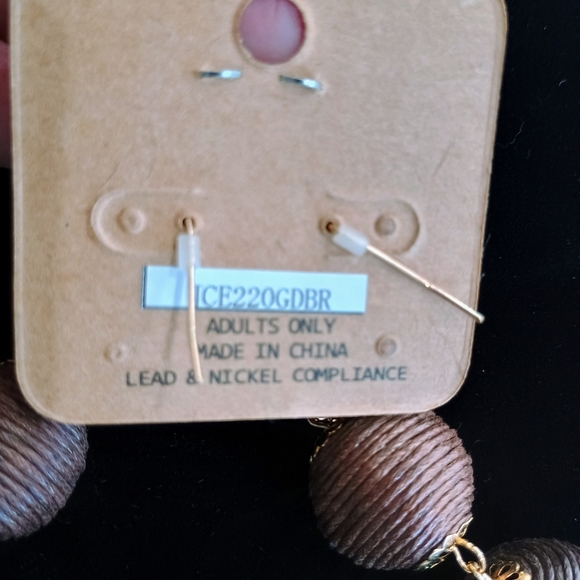 ICE220GDBR
ADULTS ONLY
MADE IN CHINA
LEAD & NICKEL COMPLIANCE